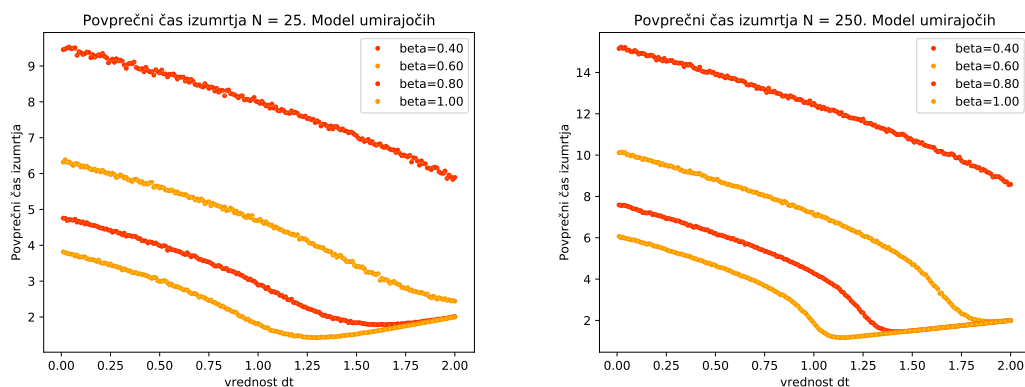 Povprečni čas izumrtja N = 25. Model umirajočih
Povprečni čas izumrtja
9
8
7
6
5
4
3
2
beta=0.40
beta=0.60
beta=0.80
beta=1.00
0.00 0.25 0.50 0.75 1.00 1.25 1.50 1.75 2.00
vrednost dt
Povprečni čas izumrtja N = 250. Model umirajočih
Povprečni čas izumrtja
14
12
10
8
6
4
2
beta=0.40
beta=0.60
beta=0.80
beta=1.00
0.00 0.25 0.50 0.75 1.00 1.25 1.50 1.75 2.00
vrednost dt